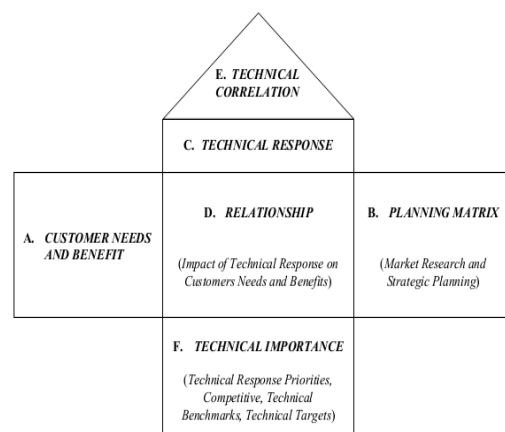 E. TECHNICAL
CORRELATION
C. TECHNICAL RESPONSE
A. CUSTOMER NEEDS
AND BENEFIT
D. RELATIONSHIP
(Impact of Technical Response on
Customers Needs and Benefits)
B. PLANNING MATRIX
(Market Research and
Strategic Planning)
F. TECHNICAL IMPORTANCE
(Technical Response Priorities,
Competitive, Technical
Benchmarks, Technical Targets)